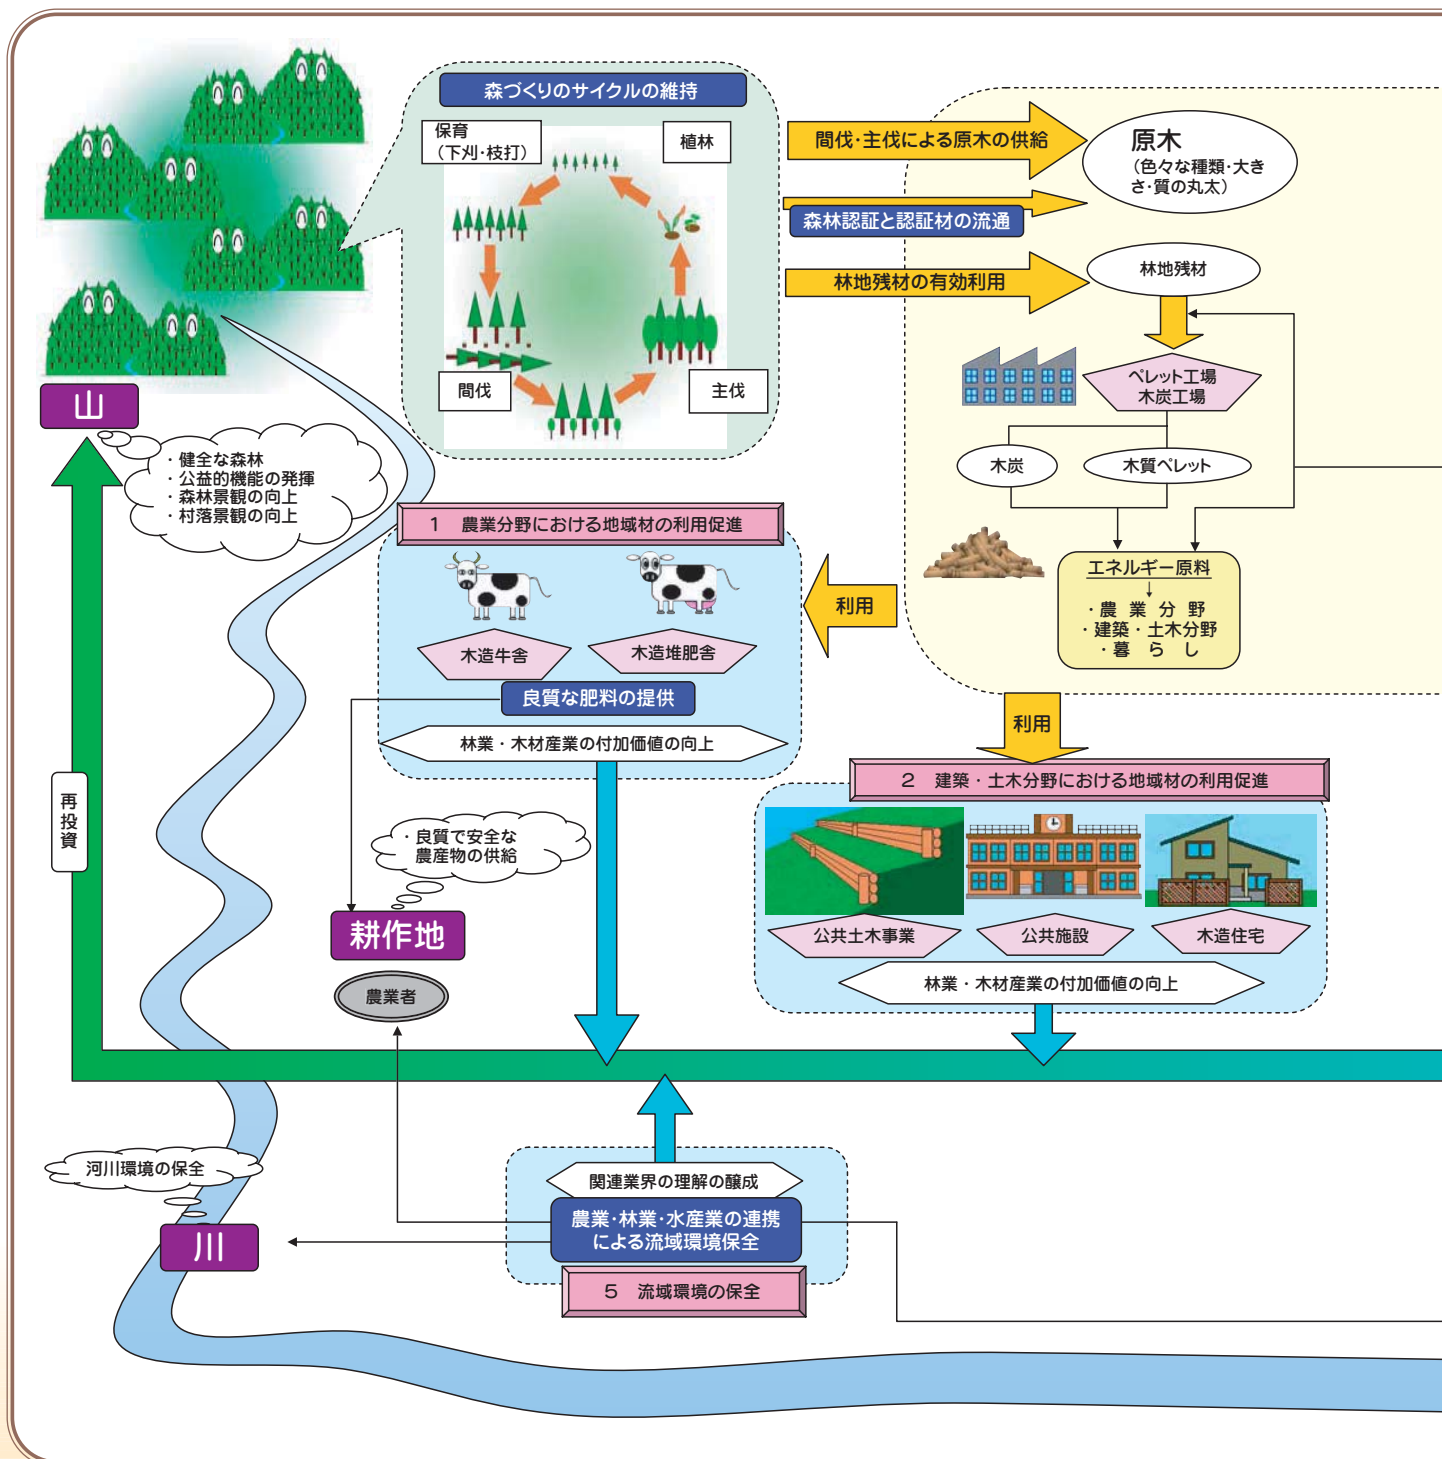 森づくりのサイクルの維持
保育
（下刈・枝打）
植林
間伐
主伐
間伐・主伐による原木の供給
森林認証と認証材の流通
林地残材の有効利用
原木
（色々な種類・大き
さ・質の丸太）
林地残材
ペレット工場
木炭工場
木炭
木質ペレット
エネルギー原料
↓
・農業分野
・建築・土木分野
・暮らし
山
・健全な森林
・公益的機能の発揮
・森林景観の向上
・村落景観の向上
1　農業分野における地域材の利用促進
木造牛舎
木造堆肥舎
良質な肥料の提供
林業・木材産業の付加価値の向上
利用
利用
2　建築・土木分野における地域材の利用促進
公共土木事業
公共施設
木造住宅
林業・木材産業の付加価値の向上
再投資
・良質で安全な
農産物の供給
耕作地
農業者
河川環境の保全
川
関連業界の理解の醸成
農業・林業・水産業の連携
による流域環境保全
5　流域環境の保全